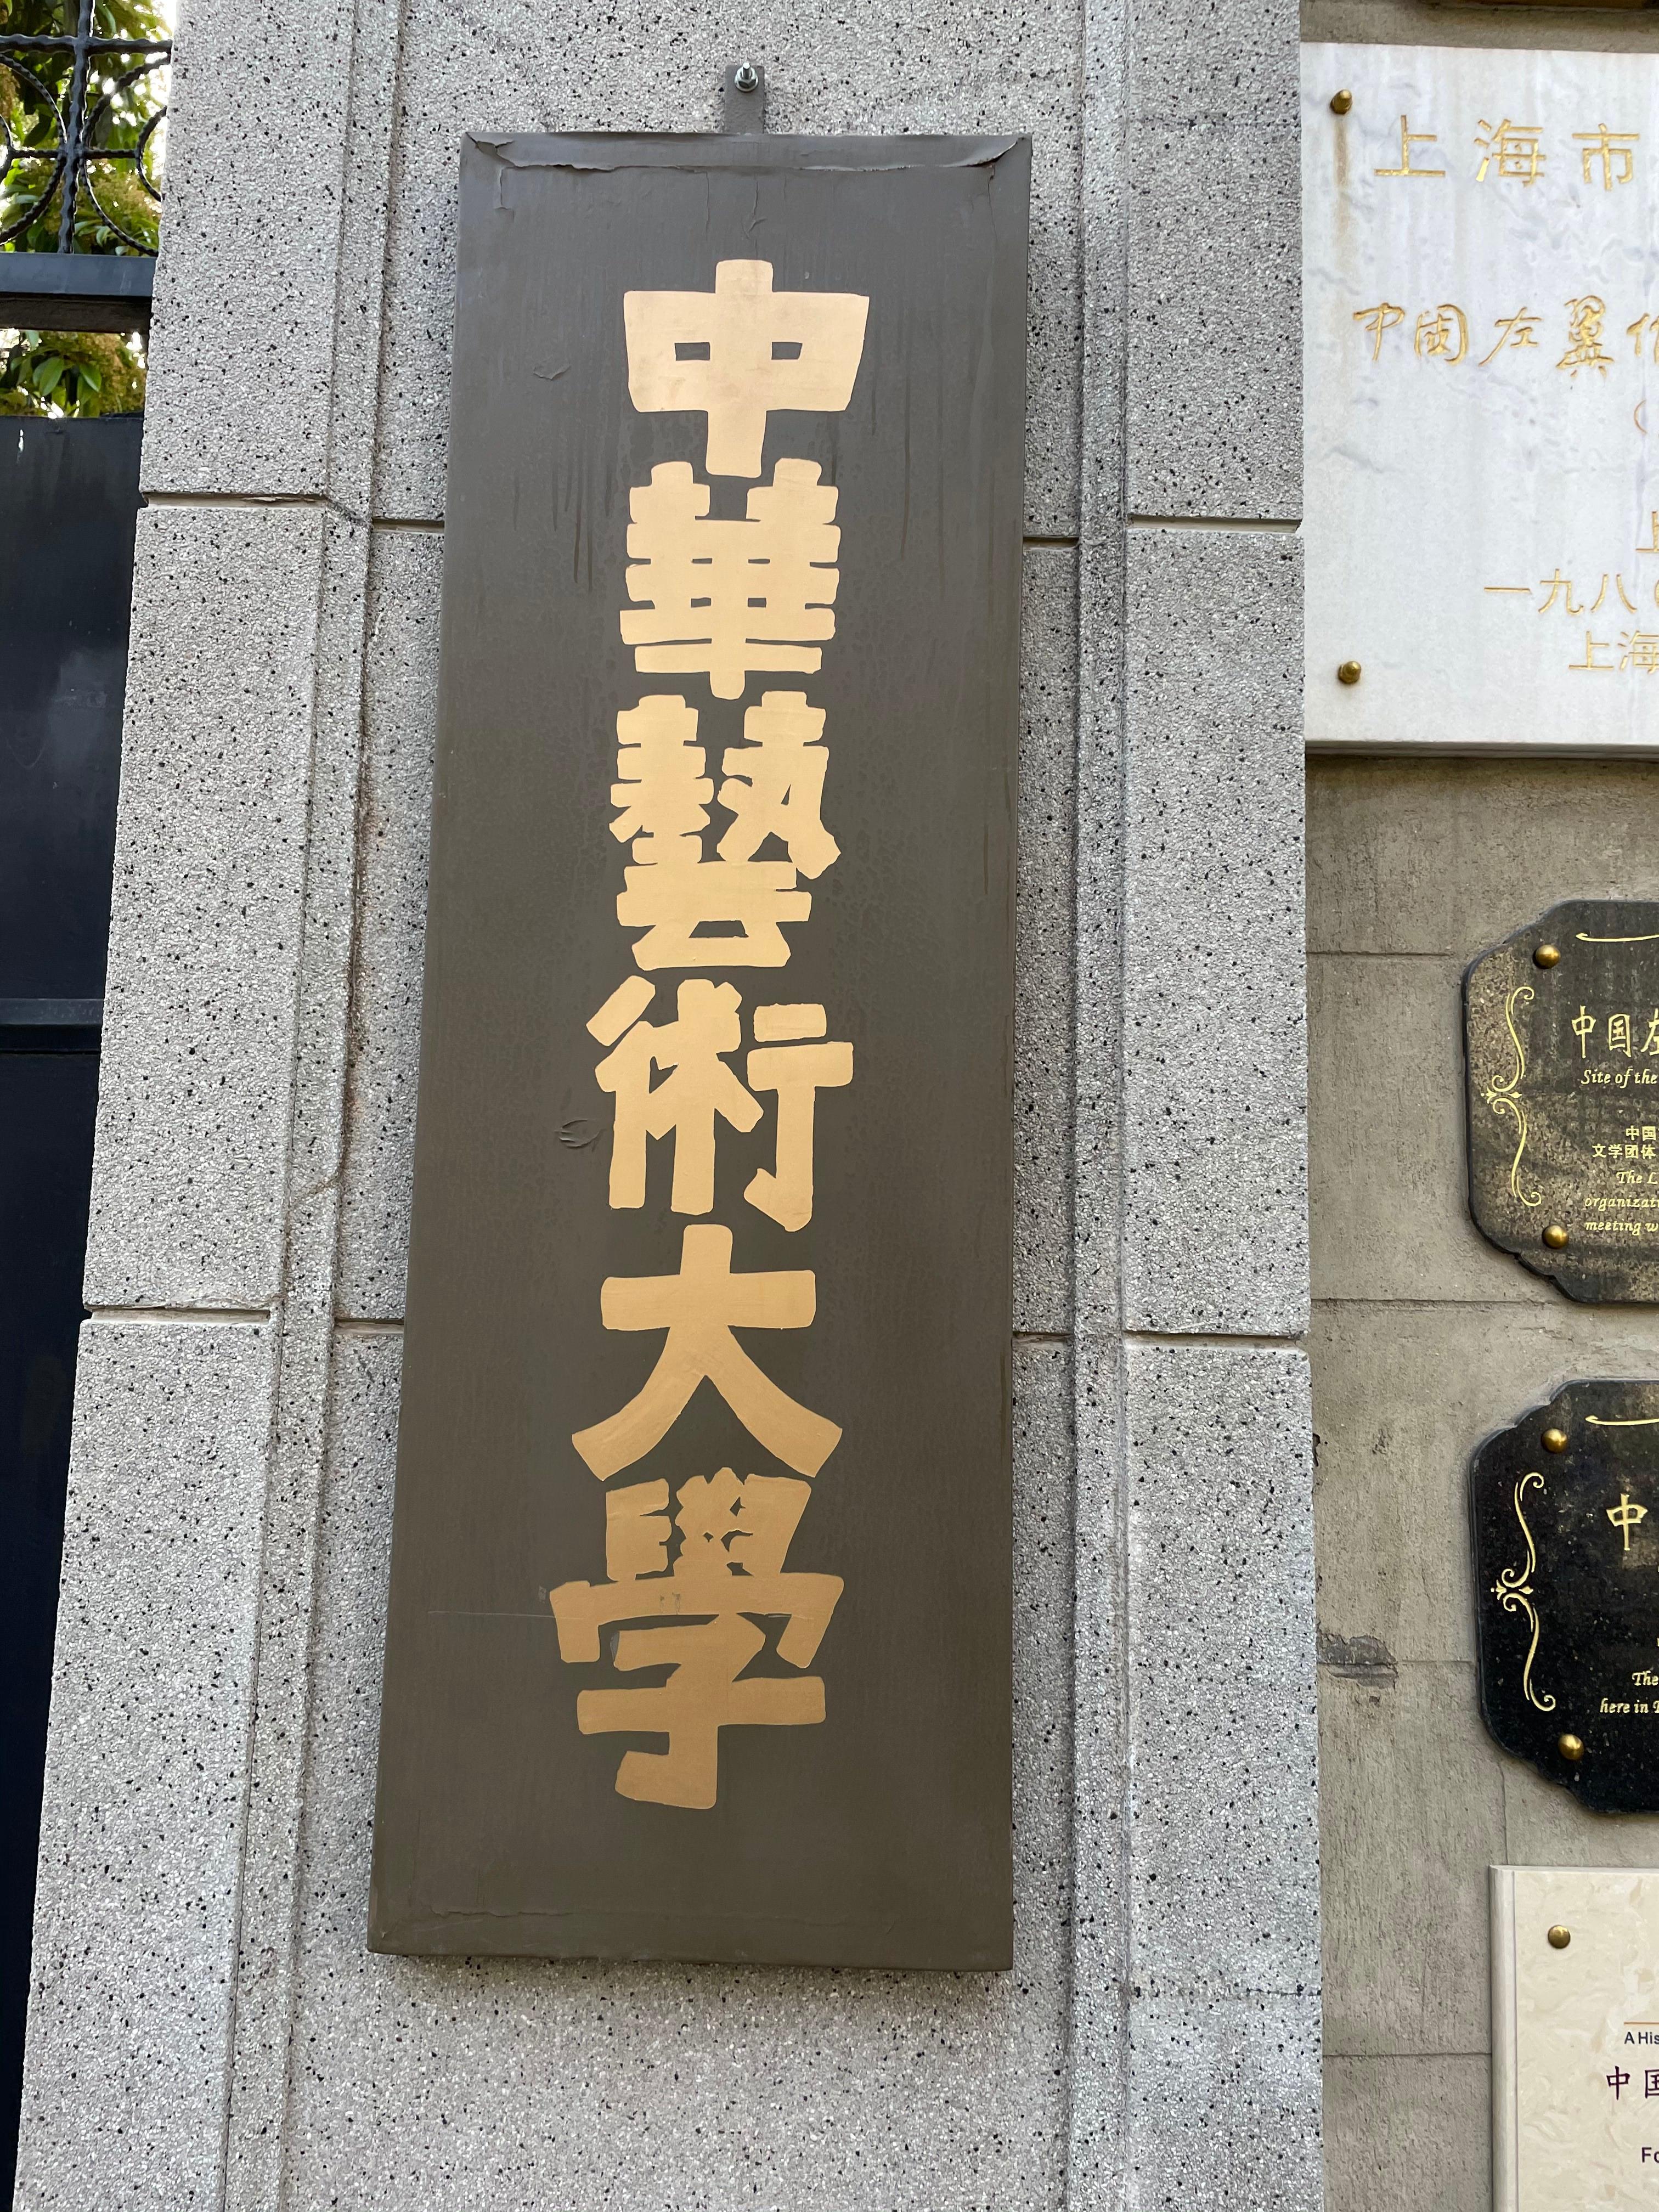 中華藝術大學
上海市
中國左翼
一九八〇
上海
中国左
Site of the
中国
文学团体
The L
organizati
meeting w
中
The
here in
A His
中国
Fo